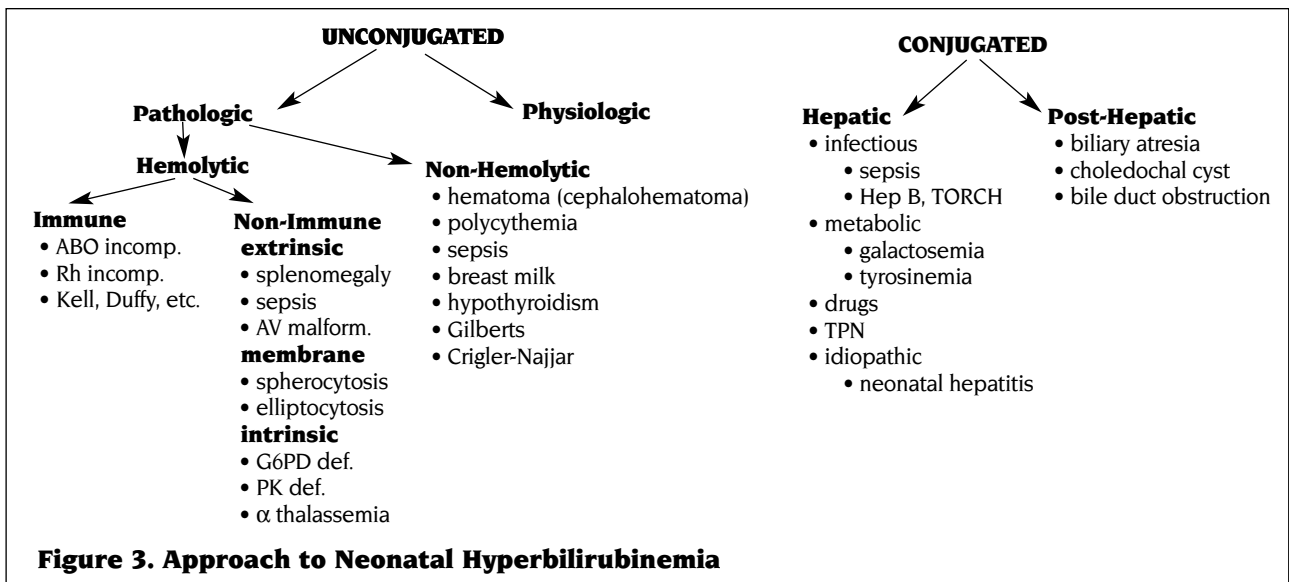 UNCONJUGATED
Pathologic
Physiologic
Hemolytic
Immune
• ABO incomp.
• Rh incomp.
• Kell, Duffy, etc.
Non-Immune
extrinsic
• splenomegaly
• sepsis
• AV malform.
membrane
• spherocytosis
• elliptocytosis
intrinsic
• G6PD def.
• PK def.
• α thalassemia
Non-Hemolytic
• hematoma (cephalohematoma)
• polycythemia
• sepsis
• breast milk
• hypothyroidism
• Gilberts
• Crigler-Najjar
CONJUGATED
Hepatic
• infectious
• sepsis
• Hep B, TORCH
• metabolic
• galactosemia
• tyrosinemia
• drugs
• TPN
• idiopathic
• neonatal hepatitis
Post-Hepatic
• biliary atresia
• choledochal cyst
• bile duct obstruction
Figure 3. Approach to Neonatal Hyperbilirubinemia